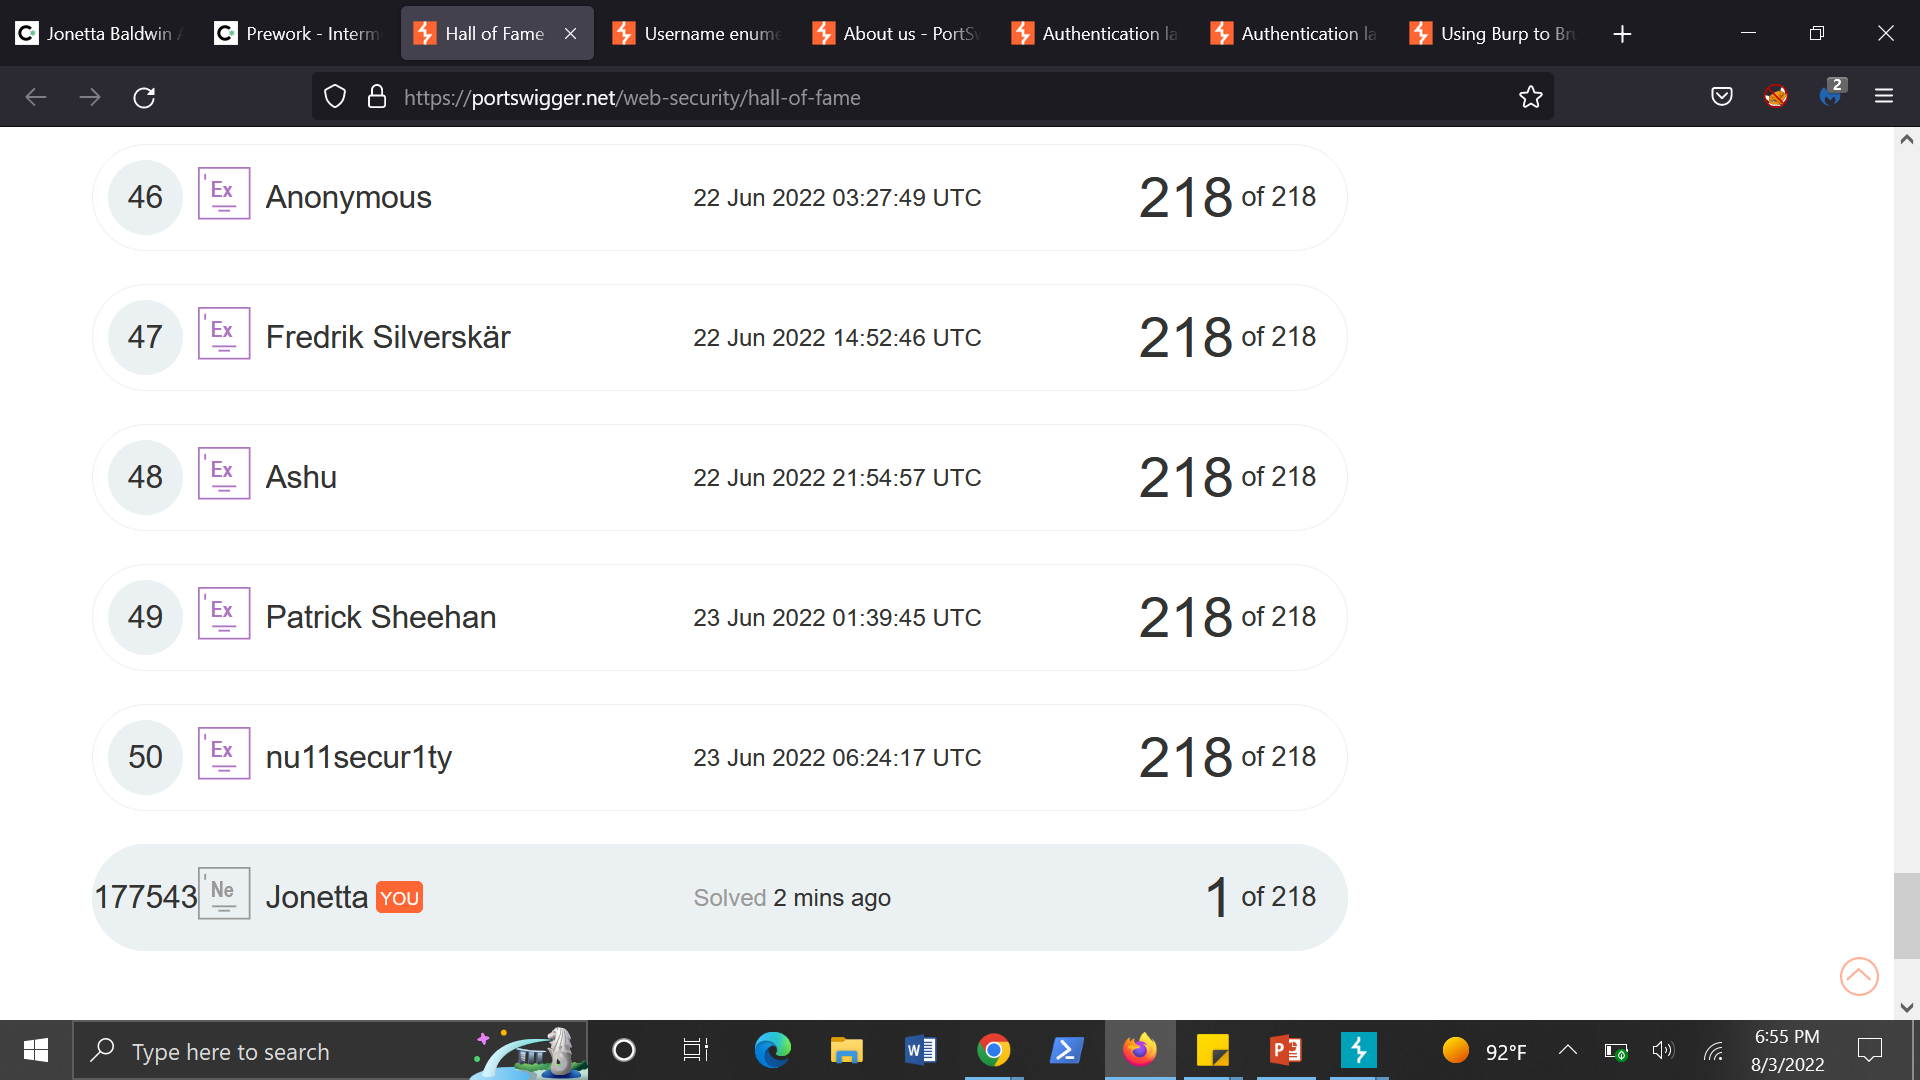 Jonetta Baldwin A
Prework - Interm
Hall of Fame
Username enume
About us - PortSw
Authentication la
Authentication la
Using Burp to Bru
https://portswigger.net/web-security/hall-of-fame
2
46 Ex Anonymous 22 Jun 2022 03:27:49 UTC 218 of 218
47 Ex Fredrik Silverskär 22 Jun 2022 14:52:46 UTC 218 of 218
48 Ex Ashu 22 Jun 2022 21:54:57 UTC 218 of 218
49 Ex Patrick Sheehan 23 Jun 2022 01:39:45 UTC 218 of 218
50 Ex nu11secur1ty 23 Jun 2022 06:24:17 UTC 218 of 218
177543 Ne Jonetta YOU Solved 2 mins ago 1 of 218
Type here to search
92°F
6:55 PM
8/3/2022